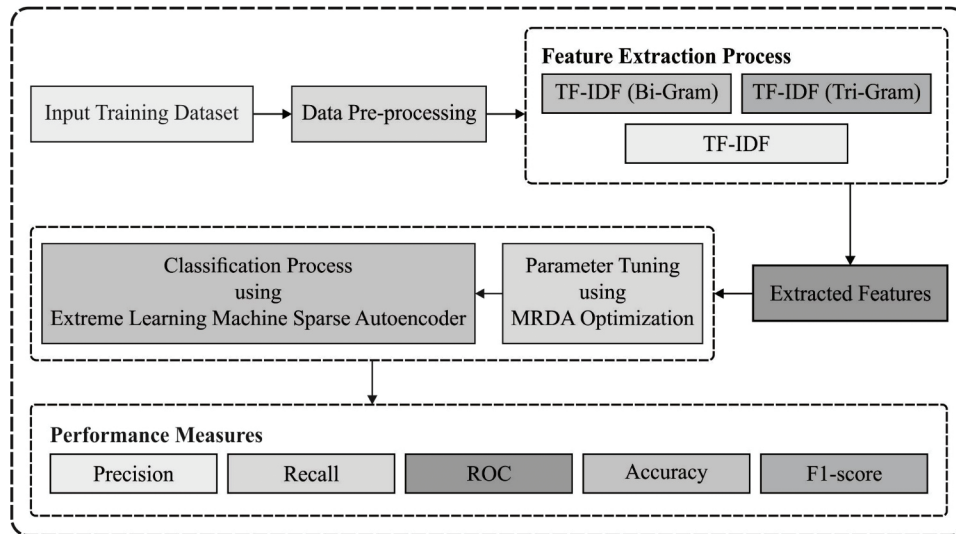 Feature Extraction Process
TF-IDF (Bi-Gram)
TF-IDF (Tri-Gram)
TF-IDF
Input Training Dataset
Data Pre-processing
Classification Process
using
Extreme Learning Machine Sparse Autoencoder
Parameter Tuning
using
MRDA Optimization
Extracted Features
Performance Measures
Precision
Recall
ROC
Accuracy
F1-score